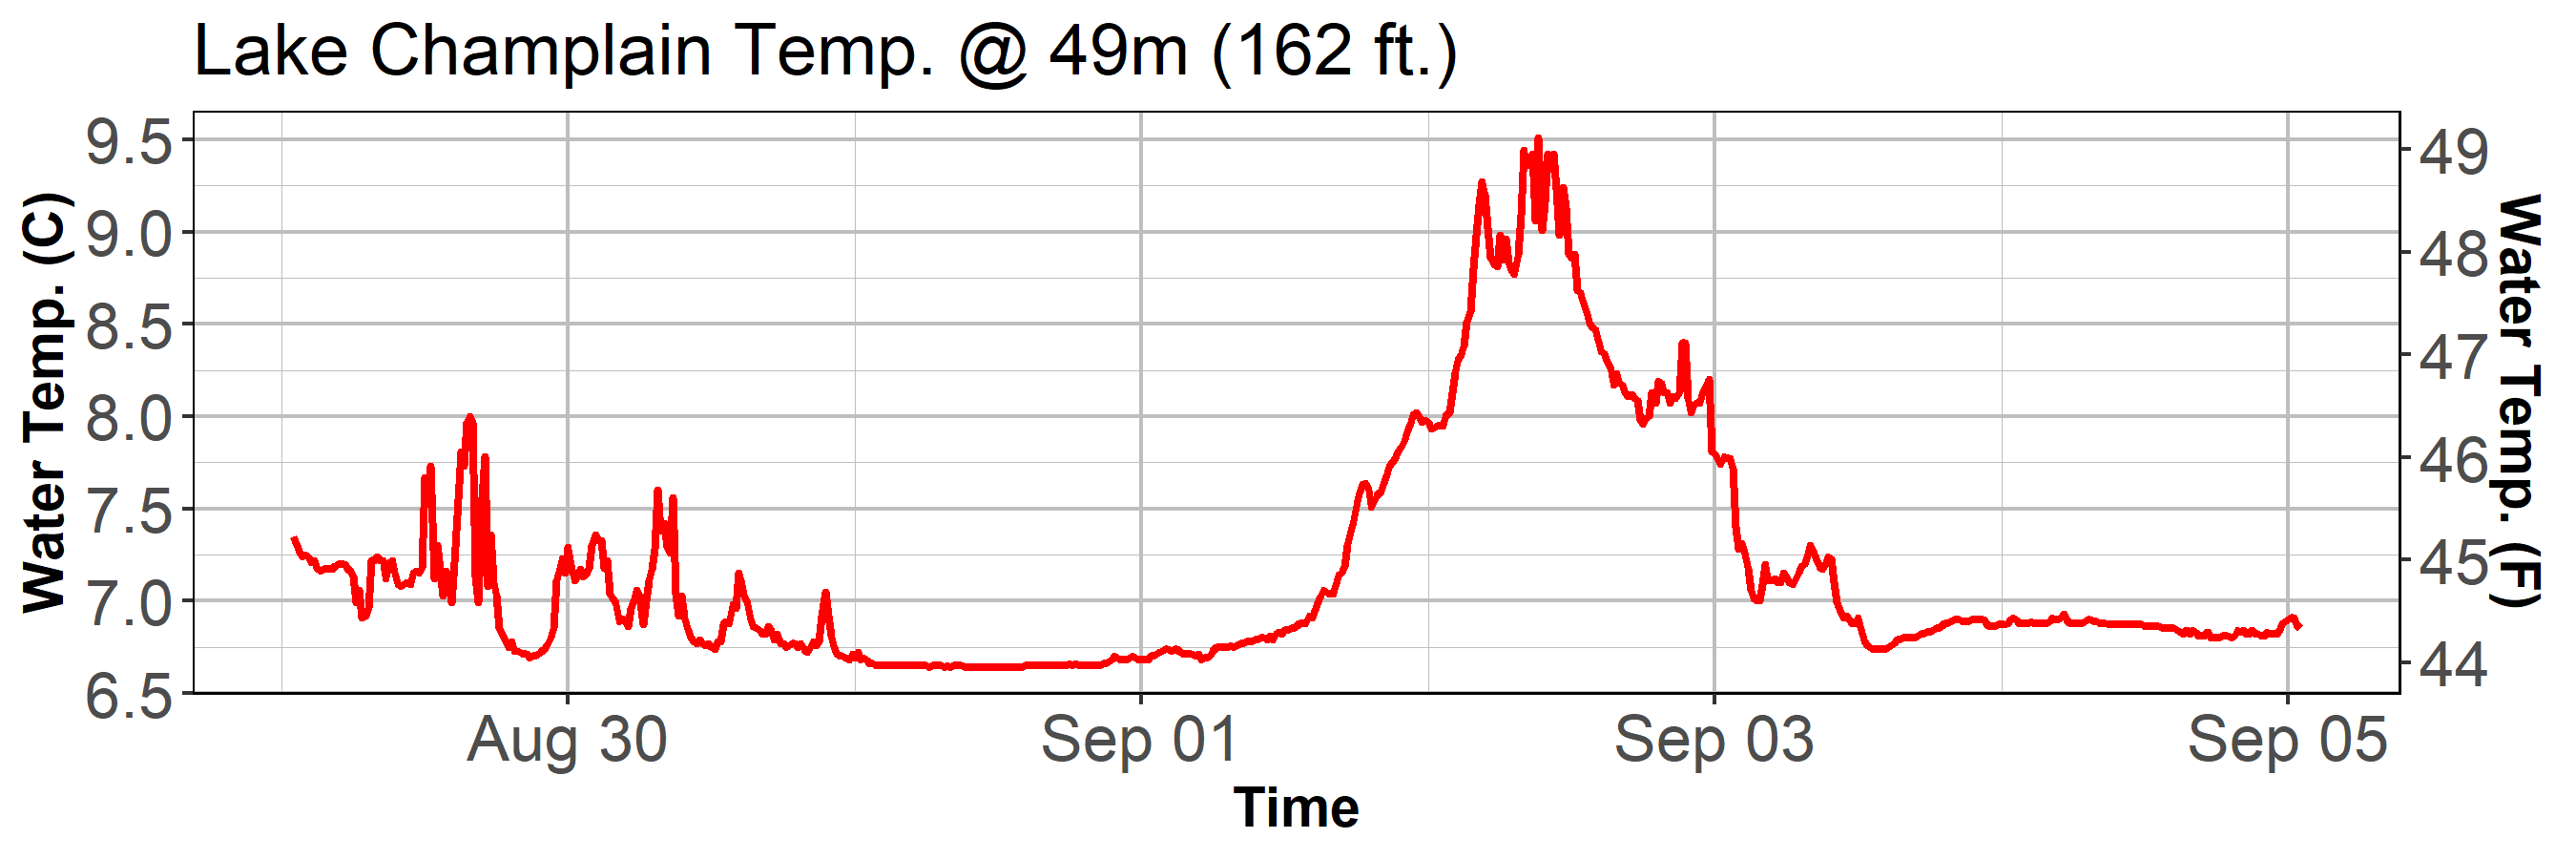 Lake Champlain Temp. @ 49m (162 ft.)
Water Temp. (C)
9.5
9.0
8.5
8.0
7.5
7.0
6.5
49
48
47
46
45
44
Water Temp. (F)
Aug 30
Sep 01
Sep 03
Sep 05
Time